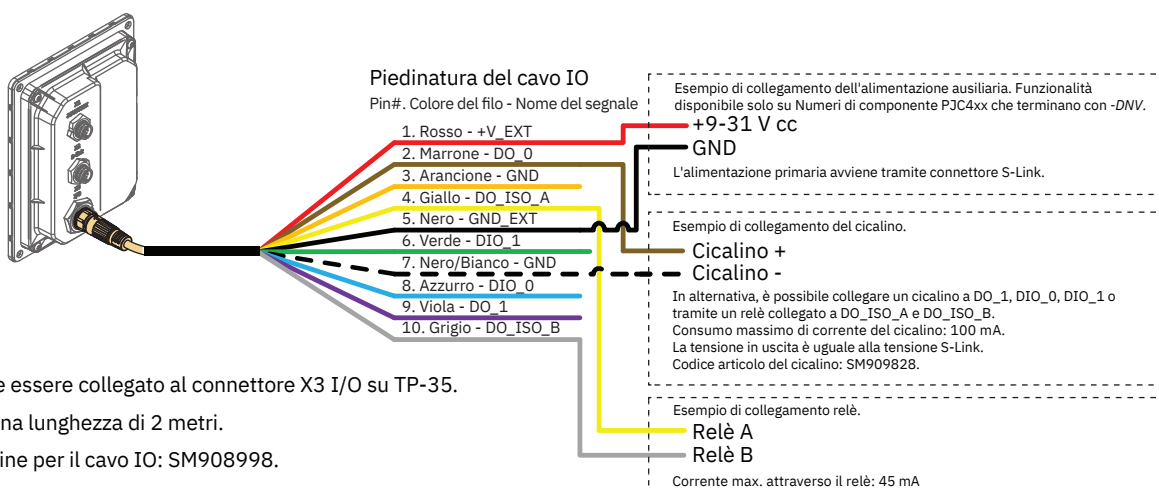 Piedinatura del cavo IO
Pin#. Colore del filo - Nome del segnale
1. Rosso - +V_EXT
2. Marrone - DO_0
3. Arancione - GND
4. Giallo - DO_ISO_A
5. Nero - GND_EXT
6. Verde - DIO_1
7. Nero/Bianco - GND
8. Azzurro - DIO_0
9. Viola - DO_1
10. Grigio - DO_ISO_B
Esempio di collegamento dell'alimentazione ausiliaria. Funzionalità
disponibile solo su Numeri di componente PJC4xx che terminano con -DNV.
+9-31 V cc
GND
L'alimentazione primaria avviene tramite connettore S-Link.
Esempio di collegamento del cicalino.
Cicalino +
Cicalino -
In alternativa, è possibile collegare un cicalino a DO_1, DIO_0, DIO_1 o
tramite un relè collegato a DO_ISO_A e DO_ISO_B.
Consumo massimo di corrente del cicalino: 100 mA.
La tensione in uscita è uguale alla tensione S-Link.
Codice articolo del cicalino: SM909828.
Esempio di collegamento relè.
Relè A
Relè B
Corrente max. attraverso il relè: 45 mA
e essere collegato al connettore X3 I/O su TP-35.
na lunghezza di 2 metri.
ine per il cavo IO: SM908998.